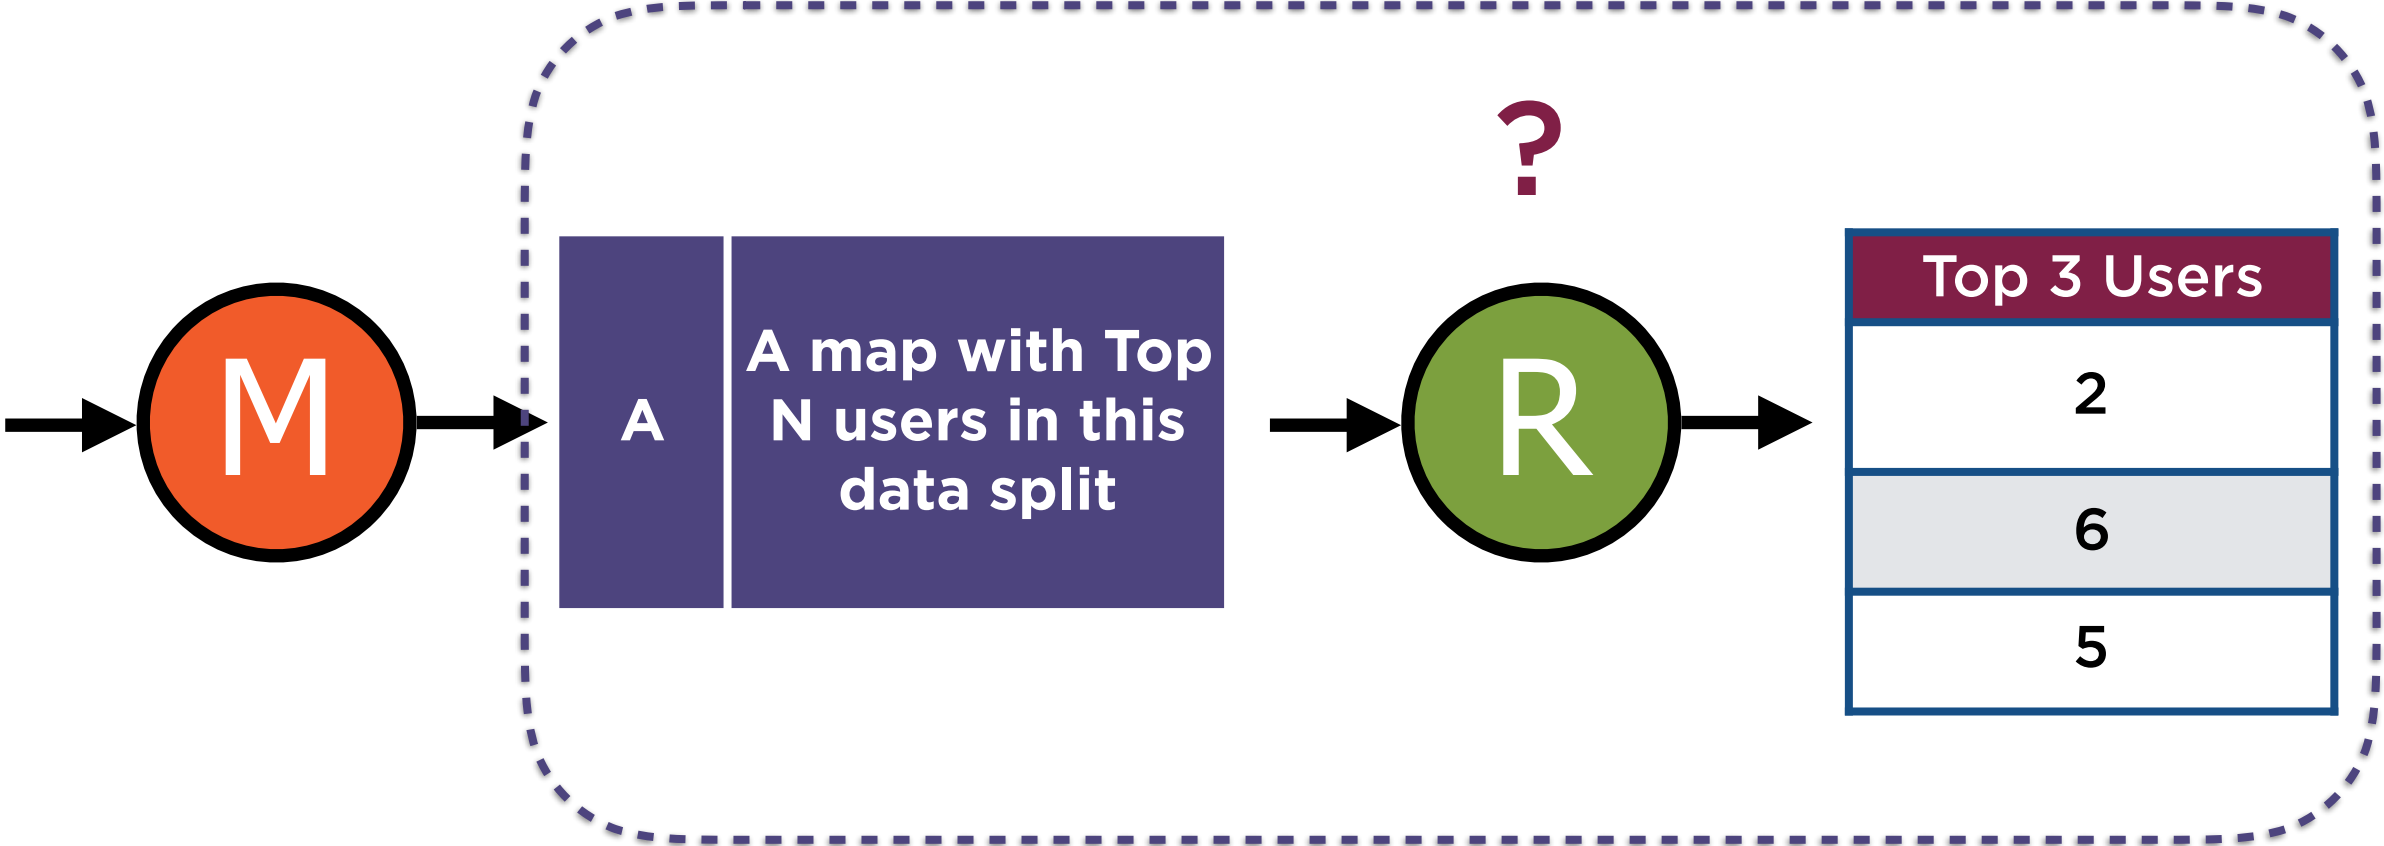 ?
M
A
A map with Top
N users in this
data split
R
Top 3 Users
2
6
5